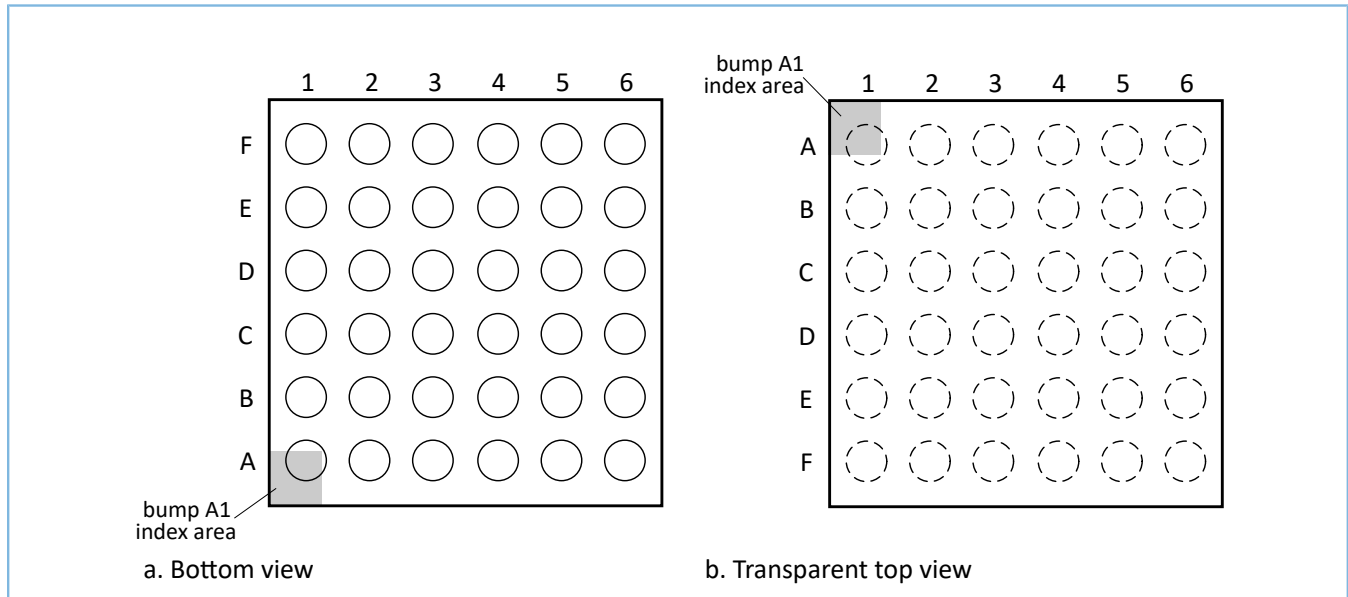 1 2 3 4 5 6
F
E
D
C
B
A
bump A1
index area
a. Bottom view
bump A1
index area
1 2 3 4 5 6
A
B
C
D
E
F
b. Transparent top view